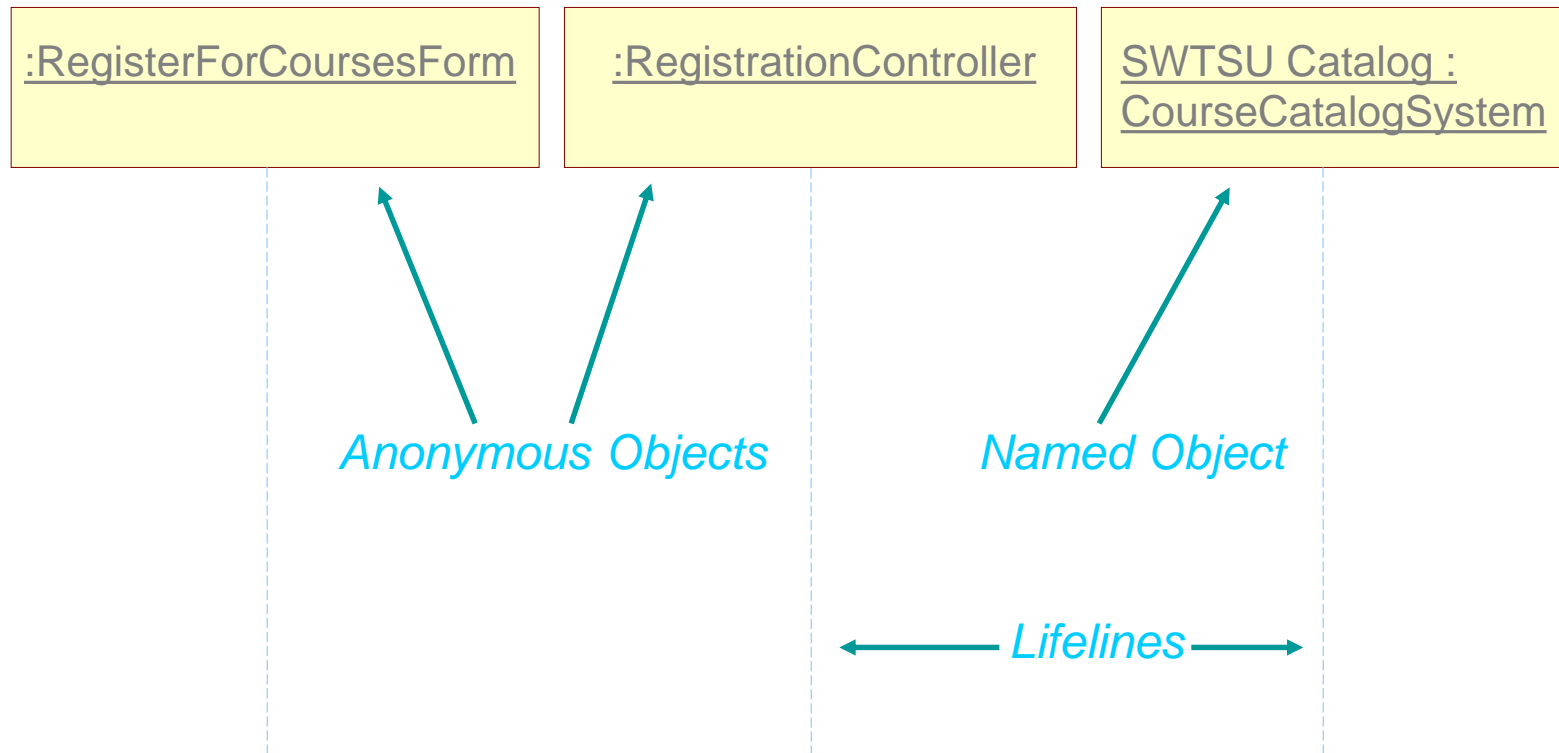 :RegisterForCoursesForm
:RegistrationController
SWTSU Catalog :
CourseCatalogSystem
Anonymous Objects
Named Object
Lifelines